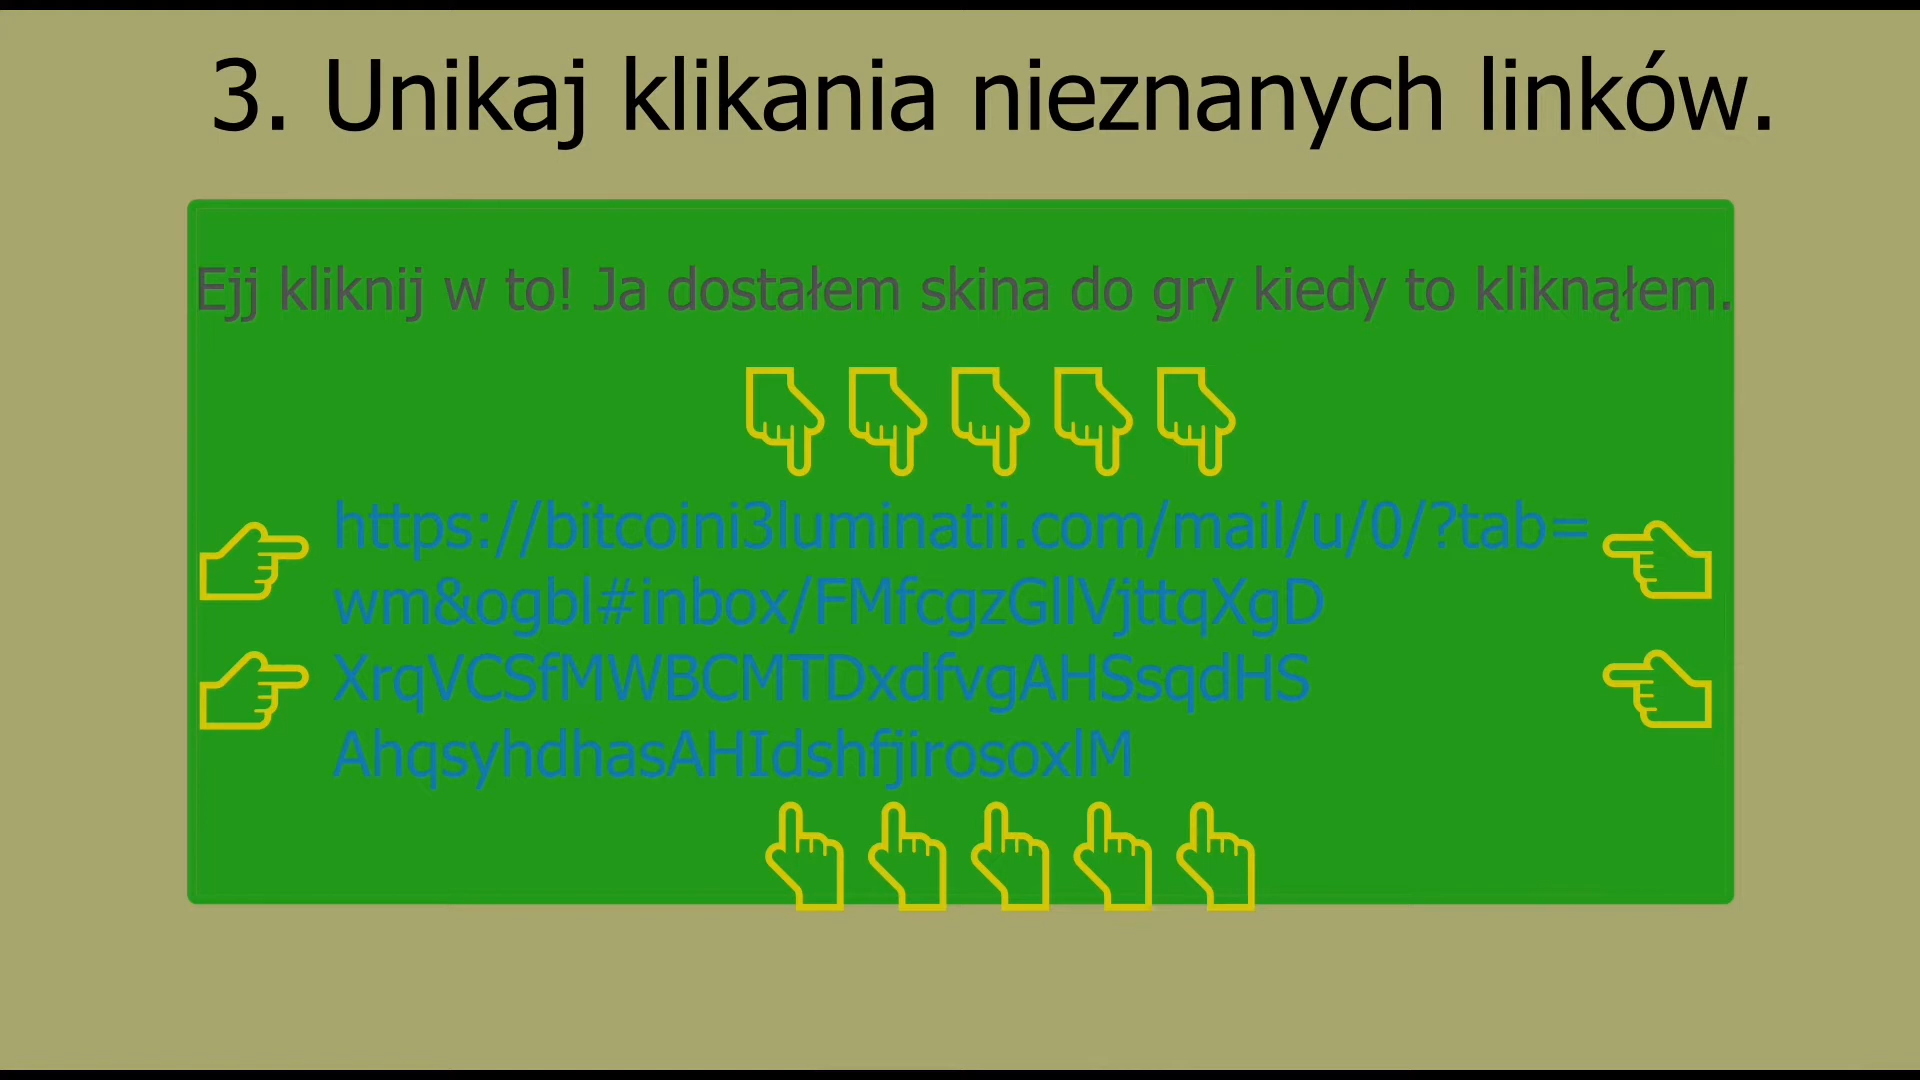 3. Unikaj klikania nieznanych linków.
Ejj kliknij w to! Ja dostałem skina do gry kiedy to kliknąłem.
https://bitcoini3luminatii.com/mail/u/0/?tab=
wm&ogbl#inbox/FMfcgzGllVjttqXgD
XrqVCSfMWBCMTDxdfvgAHSsqdHS
AhqsyhdhasAHIdshfjirosoxlM